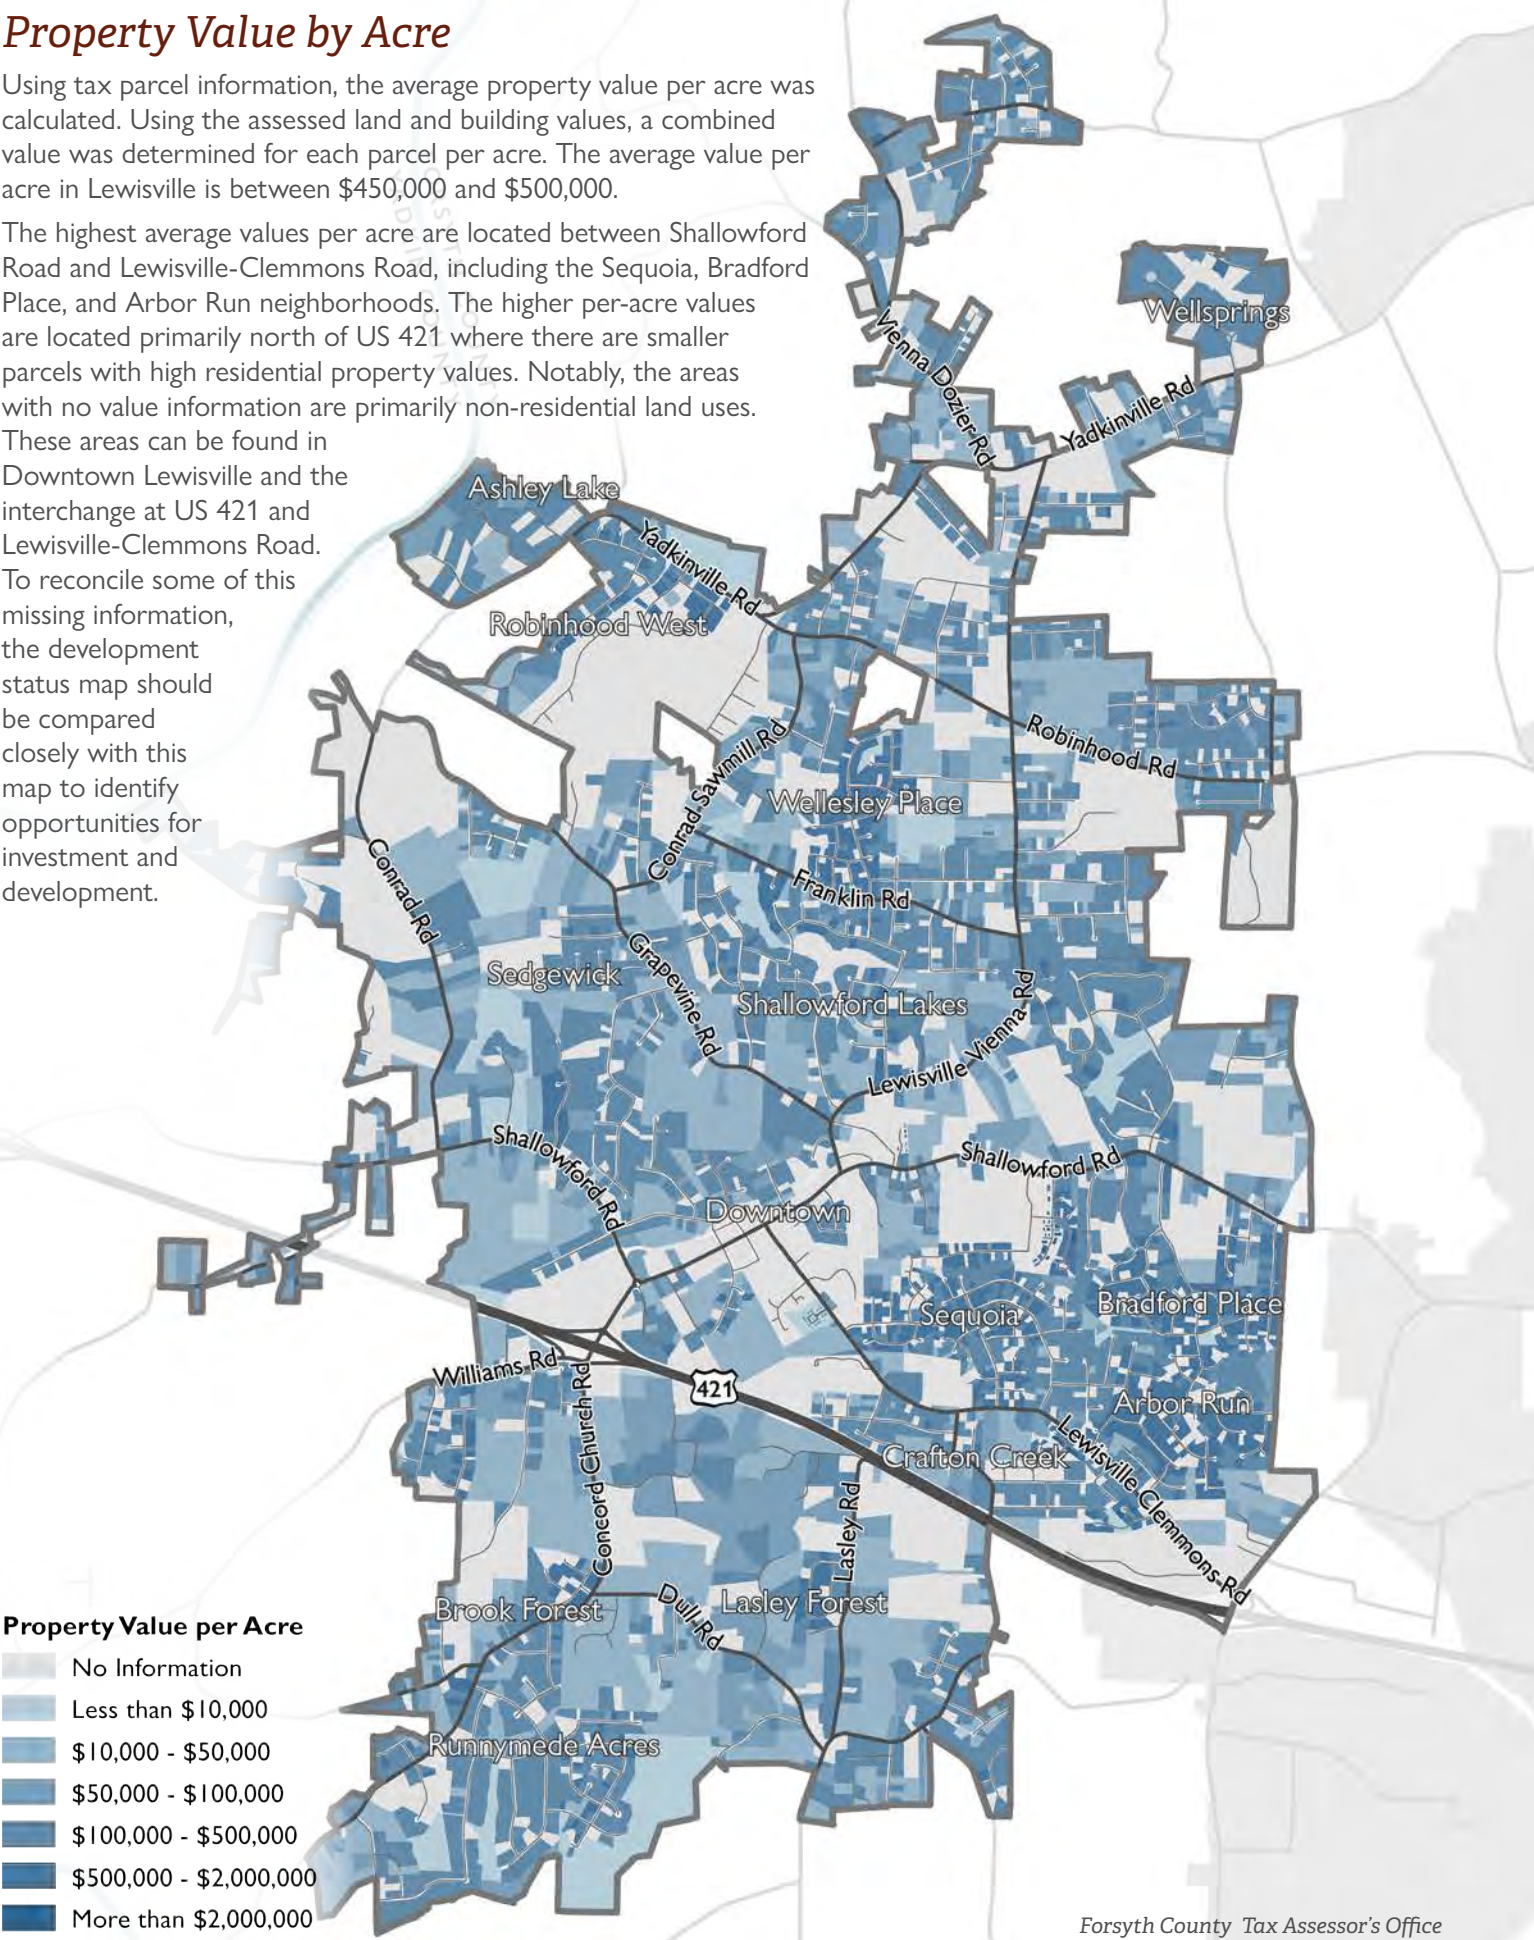 Property Value by Acre
Using tax parcel information, the average property value per acre was
calculated. Using the assessed land and building values, a combined
value was determined for each parcel per acre. The average value per
acre in Lewisville is between $450,000 and $500,000.
The highest average values per acre are located between Shallowford
Road and Lewisville-Clemmons Road, including the Sequoia, Bradford
Place, and Arbor Run neighborhoods. The higher per-acre values
are located primarily north of US 421 where there are smaller
parcels with high residential property values. Notably, the areas
with no value information are primarily non-residential land uses.
These areas can be found in
Downtown Lewisville and the
interchange at US 421 and
Lewisville-Clemmons Road.
To reconcile some of this
missing information,
the development
status map should
be compared
closely with this
map to identify
opportunities for
investment and
development.
Wellsprings
Vienna Dozier Rd
Yadkinville Rd
Ashley Lake
Yadkinville Rd
Robinhood West
Robinhood Rd
Conrad Sawmill Rd
Wellesley Place
Conrad Rd
Franklin Rd
Sedgewick
Grapevine Rd
Shallowford Lakes
Lewisville Vienna Rd
Shallowford Rd
Shallowford Rd
Downtown
Sequoia
Bradford Place
Williams Rd
421
Arbor Run
Concord Church Rd
Crafton Creek
Lewisville Clemmons Rd
Lasley Rd
Brook Forest
Dull Rd
Lasley Forest
Runnymede Acres
Property Value per Acre
No Information
Less than $10,000
$10,000 - $50,000
$50,000 - $100,000
$100,000 - $500,000
$500,000 - $2,000,000
More than $2,000,000
Forsyth County Tax Assessor's Office